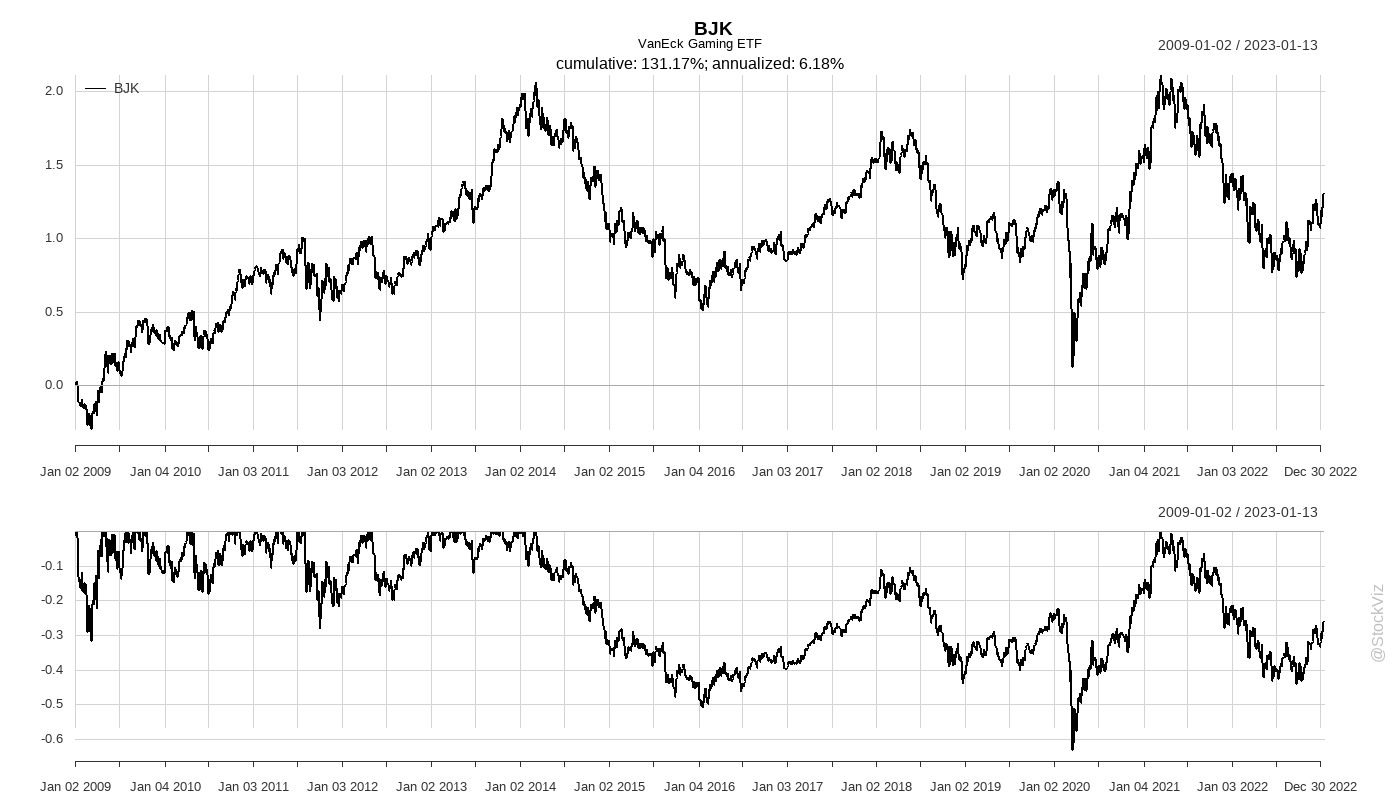 BJK
VanEck Gaming ETF
2009-01-02 / 2023-01-13
cumulative: 131.17%; annualized: 6.18%
BJK
2.0
1.5
1.0
0.5
0.0
Jan 02 2009 Jan 04 2010 Jan 03 2011 Jan 03 2012 Jan 02 2013 Jan 02 2014 Jan 02 2015 Jan 04 2016 Jan 03 2017 Jan 02 2018 Jan 02 2019 Jan 02 2020 Jan 04 2021 Jan 03 2022 Dec 30 2022
2009-01-02 / 2023-01-13
-0.1
-0.2
-0.3
-0.4
-0.5
-0.6
Jan 02 2009 Jan 04 2010 Jan 03 2011 Jan 03 2012 Jan 02 2013 Jan 02 2014 Jan 02 2015 Jan 04 2016 Jan 03 2017 Jan 02 2018 Jan 02 2019 Jan 02 2020 Jan 04 2021 Jan 03 2022 Dec 30 2022
@StockViz